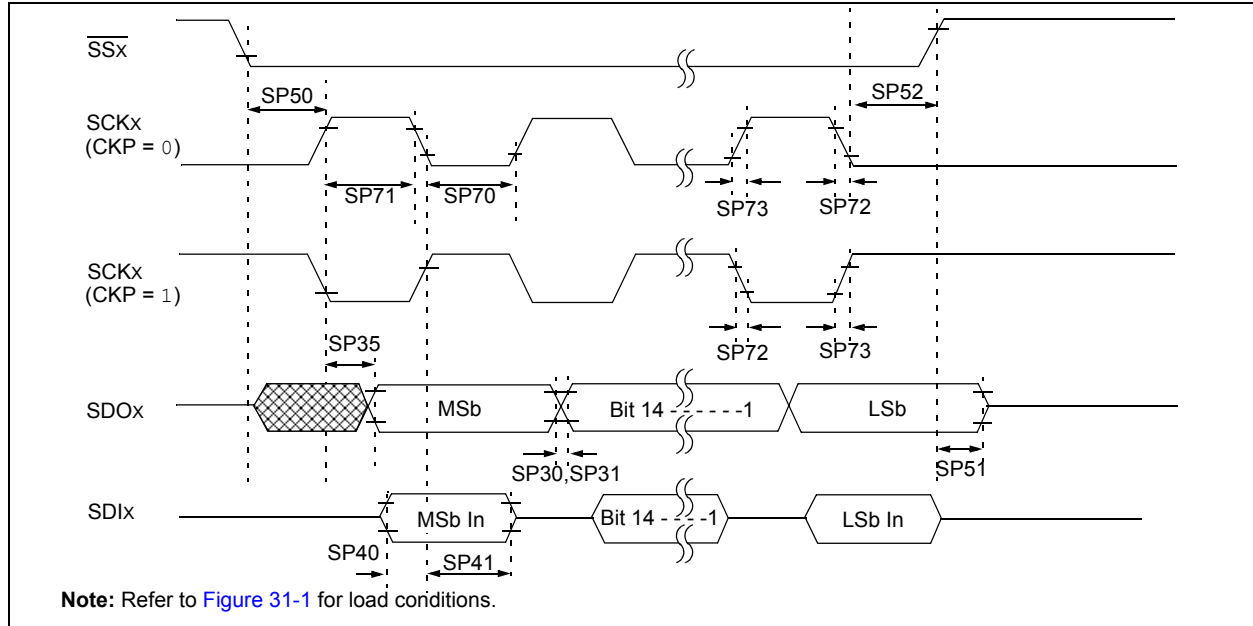 SSx
SP50
SP52
SCKx
(CKP = 0)
SP71
SP70
SP73
SP72
SCKx
(CKP = 1)
SP35
SP72
SP73
SDOx
MSb
Bit 14 - - - - - -1
LSb
SP30,SP31
SP51
SDIx
MSb In
Bit 14 - - - -1
LSb In
SP40
SP41
Note: Refer to Figure 31-1 for load conditions.